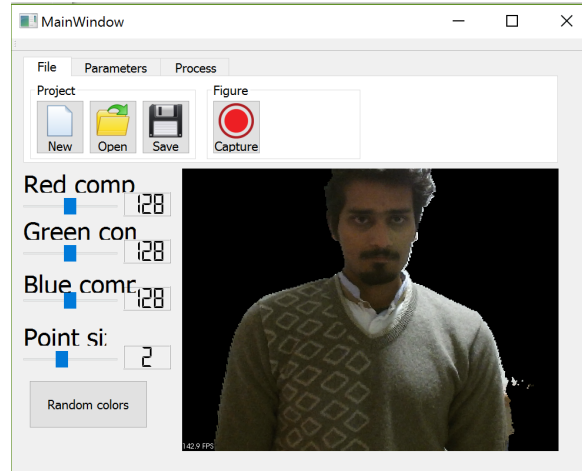 MainWindow
File Parameters Process
Project Figure
New Open Save Capture
Red comp
128
Green con
128
Blue compr
128
Point si
2
Random colors
142.9 FPS